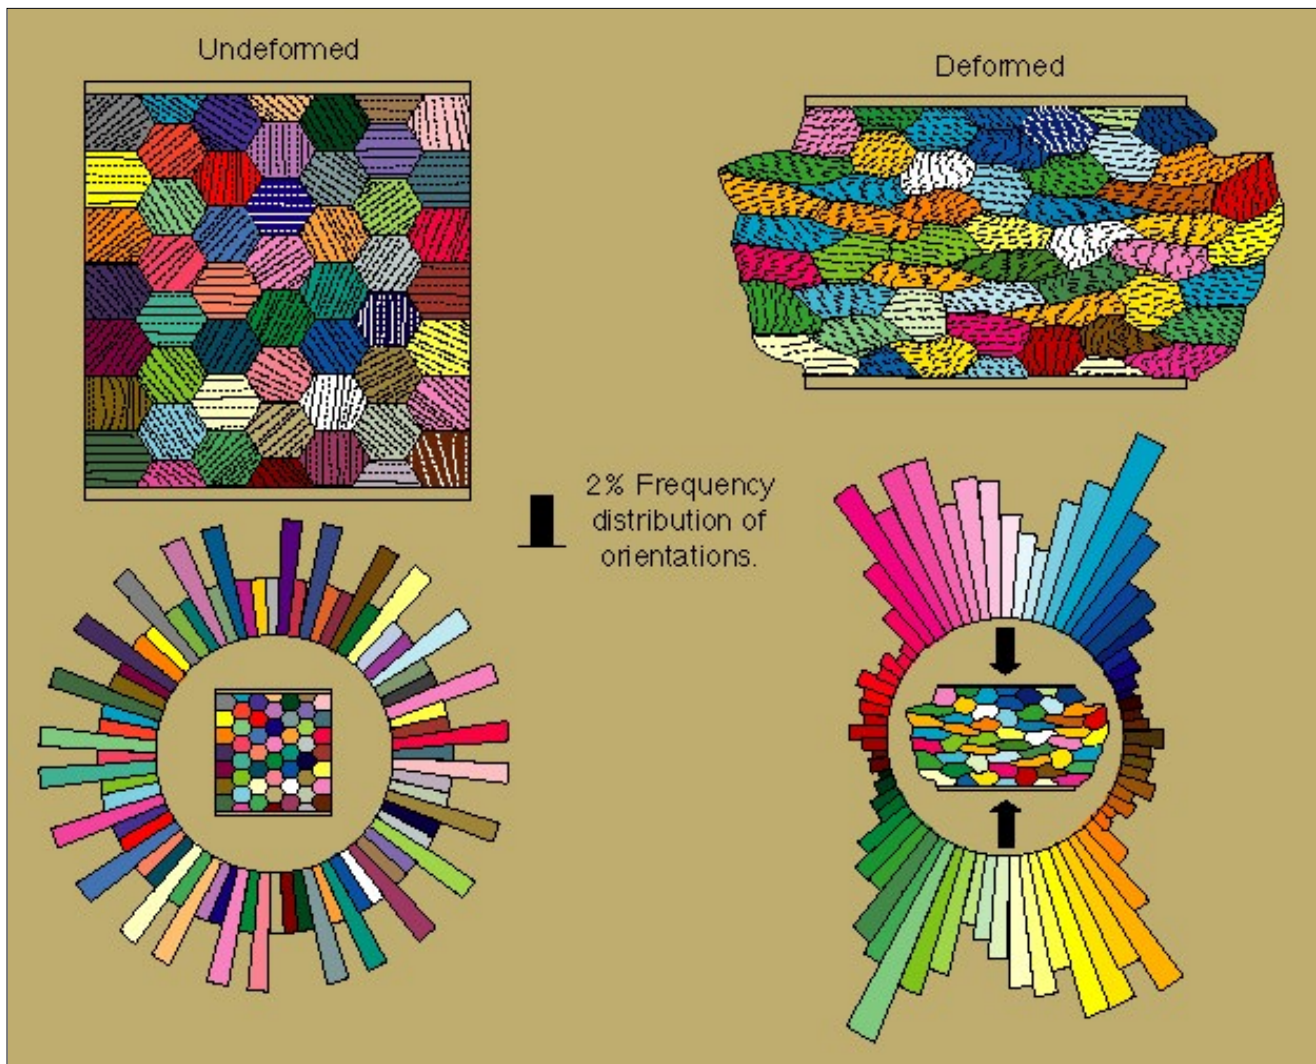 Undeformed
Deformed
2% Frequency
distribution of
orientations.